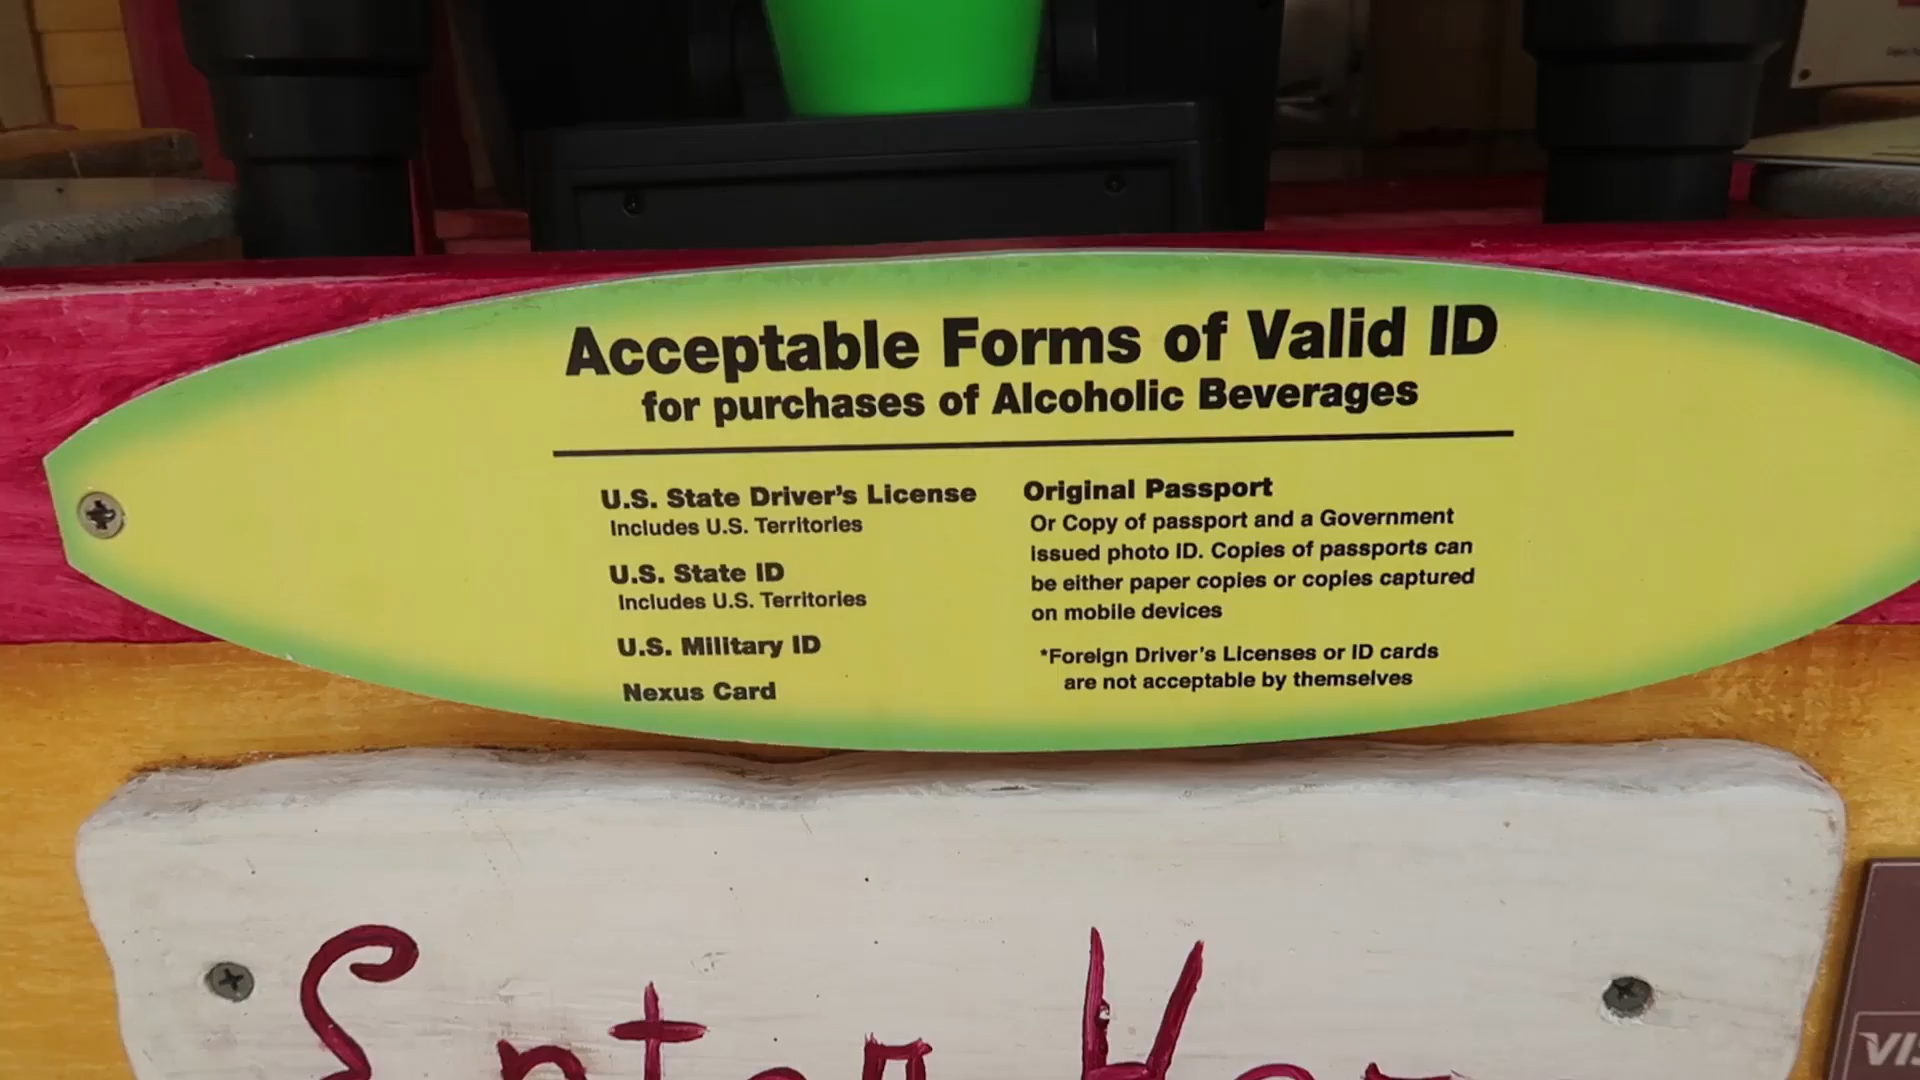 Acceptable Forms of Valid ID
for purchases of Alcoholic Beverages
U.S. State Driver's License
Includes U.S. Territories
U.S. State ID
Includes U.S. Territories
U.S. Military ID
Nexus Card
Original Passport
Or Copy of passport and a Government
issued photo ID. Copies of passports can
be either paper copies or copies captured
on mobile devices
*Foreign Driver's Licenses or ID cards
are not acceptable by themselves
Enter Here